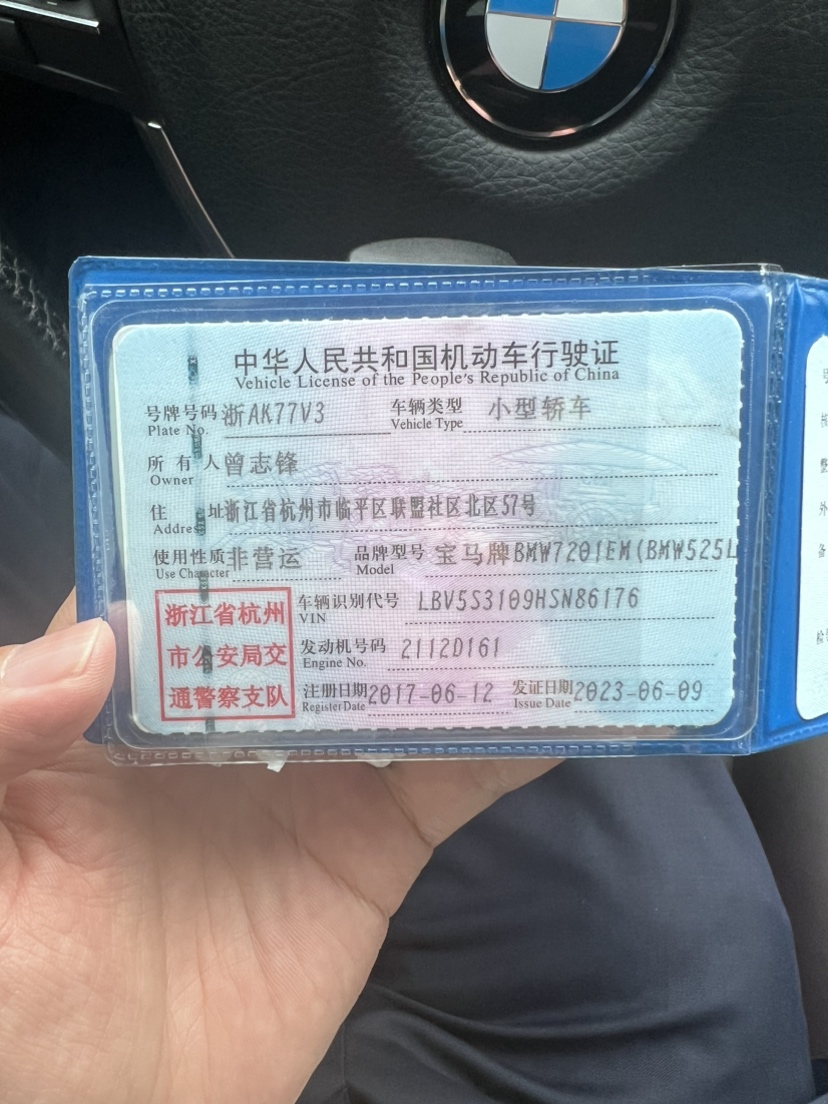 中华人民共和国机动车行驶证
Vehicle License of the People's Republic of China
号牌号码 浙AK77V3 车辆类型 小型轿车
Plate No. Vehicle Type
所有人 曾志锋
Owner
住址 浙江省杭州市临平区联盟社区北区57号
Address
使用性质 非营运 品牌型号 宝马牌BMW7201EM(BMW525L
Use Character Model
浙江省杭州
市公安局交
通警察支队
车辆识别代号 LBV5S3109HSN86176
VIN
发动机号码 2112D161
Engine No.
注册日期 2017-06-12 发证日期 2023-06-09
Register Date Issue Date